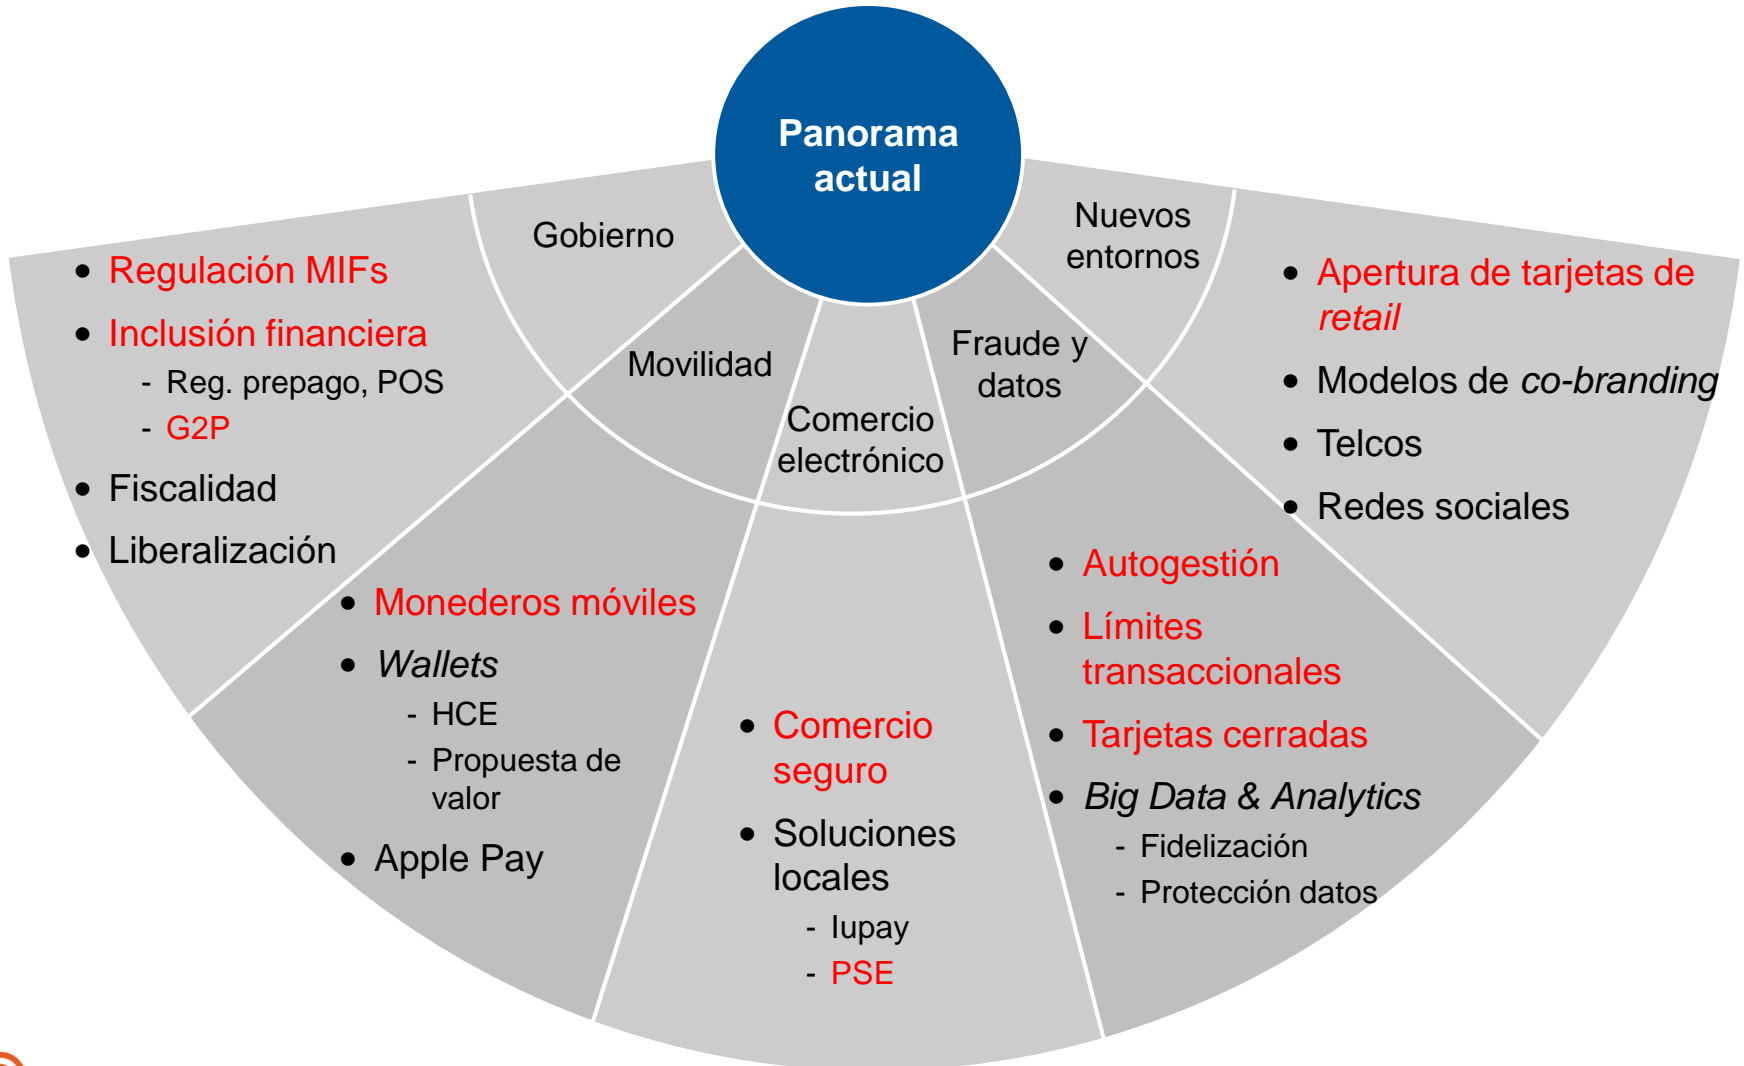 Panorama
actual
Gobierno
• Regulación MIFs
• Inclusión financiera
- Reg. prepago, POS
- G2P
• Fiscalidad
• Liberalización
Movilidad
• Monederos móviles
• Wallets
- HCE
- Propuesta de
valor
• Apple Pay
Comercio
electrónico
• Comercio
seguro
• Soluciones
locales
- Iupay
- PSE
Fraude y
datos
• Autogestión
• Límites
transaccionales
• Tarjetas cerradas
• Big Data & Analytics
- Fidelización
- Protección datos
Nuevos
entornos
• Apertura de tarjetas de
retail
• Modelos de co-branding
• Telcos
• Redes sociales